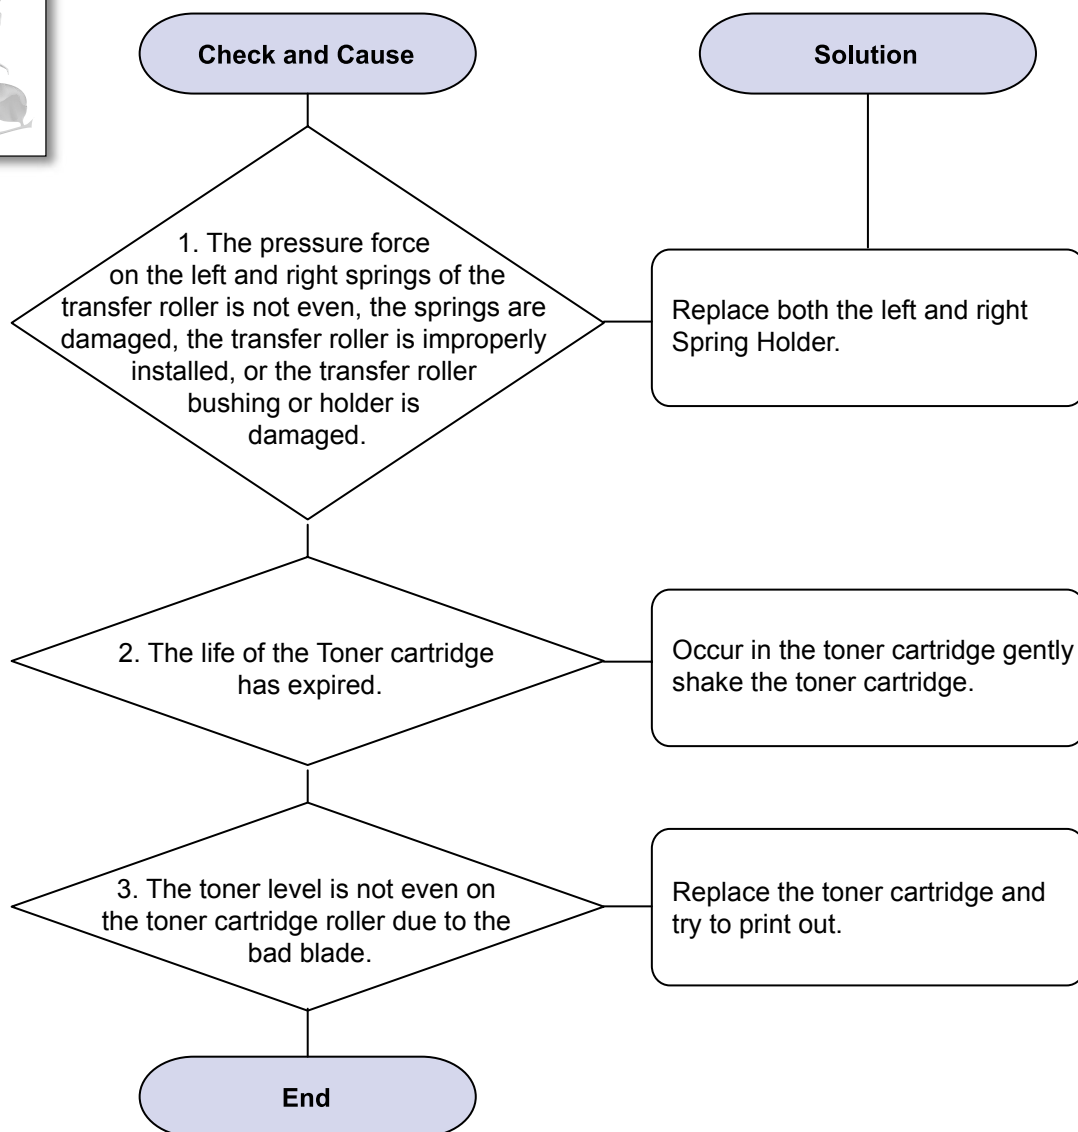 Check and Cause
Solution
1. The pressure force
on the left and right springs of the
transfer roller is not even, the springs are
damaged, the transfer roller is improperly
installed, or the transfer roller
bushing or holder is
damaged.
Replace both the left and right
Spring Holder.
2. The life of the Toner cartridge
has expired.
Occur in the toner cartridge gently
shake the toner cartridge.
3. The toner level is not even on
the toner cartridge roller due to the
bad blade.
Replace the toner cartridge and
try to print out.
End